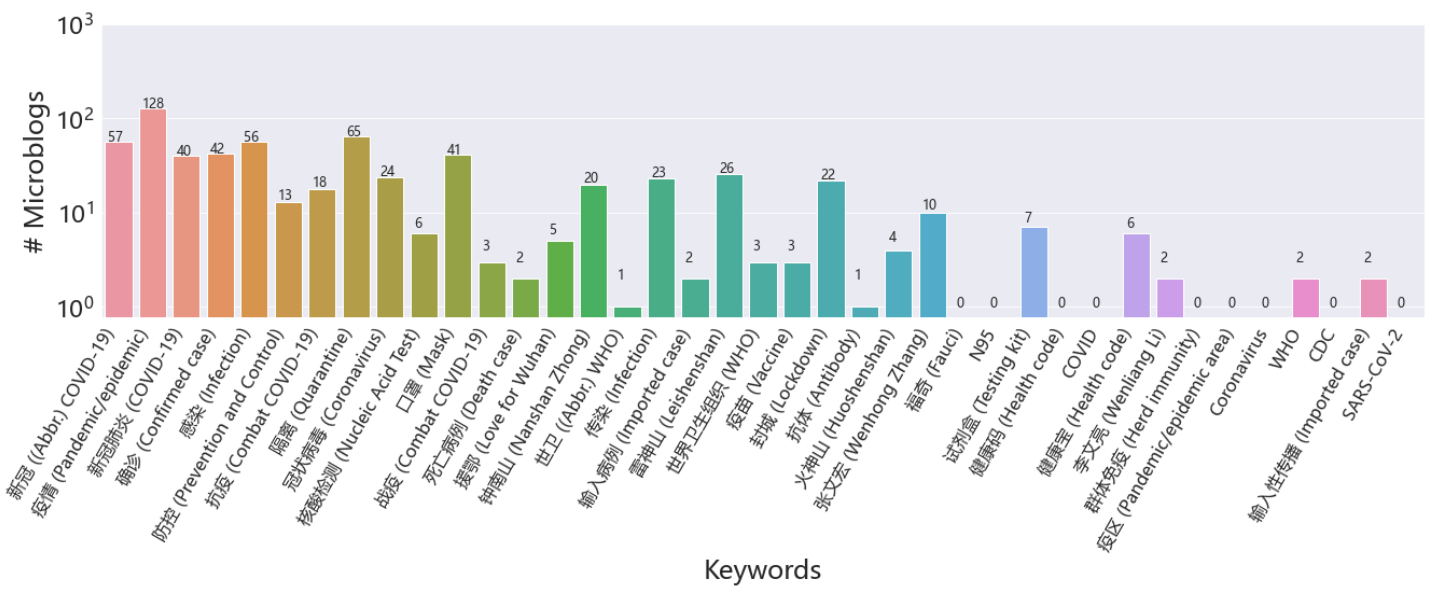 10³
10²
10¹
10⁰
# Microblogs
57
128
40
42
56
13
18
65
24
6
41
3
2
5
20
1
23
2
26
3
3
22
1
4
10
0
0
7
0
0
6
2
0
0
0
2
0
2
0
新冠 ((Abbr.) COVID-19)
疫情 (Pandemic/epidemic)
新冠肺炎 (COVID-19)
确诊 (Confirmed case)
感染 (Infection)
防控 (Prevention and Control)
抗疫 (Combat COVID-19)
隔离 (Quarantine)
冠状病毒 (Coronavirus)
核酸检测 (Nucleic Acid Test)
口罩 (Mask)
战疫 (Combat COVID-19)
死亡病例 (Death case)
援鄂 (Love for Wuhan)
钟南山 (Nanshan Zhong)
世卫 ((Abbr.) WHO)
传染 (Infection)
输入病例 (Imported case)
雷神山 (Leishenshan)
世界卫生组织 (WHO)
疫苗 (Vaccine)
封城 (Lockdown)
抗体 (Antibody)
火神山 (Huoshenshan)
张文宏 (Wenhong Zhang)
福奇 (Fauci)
N95
试剂盒 (Testing kit)
健康码 (Health code)
COVID
健康宝 (Health code)
李文亮 (Wenliang Li)
群体免疫 (Herd immunity)
疫区 (Pandemic/epidemic area)
Coronavirus
WHO
CDC
输入性传播 (Imported case)
SARS-CoV-2
Keywords